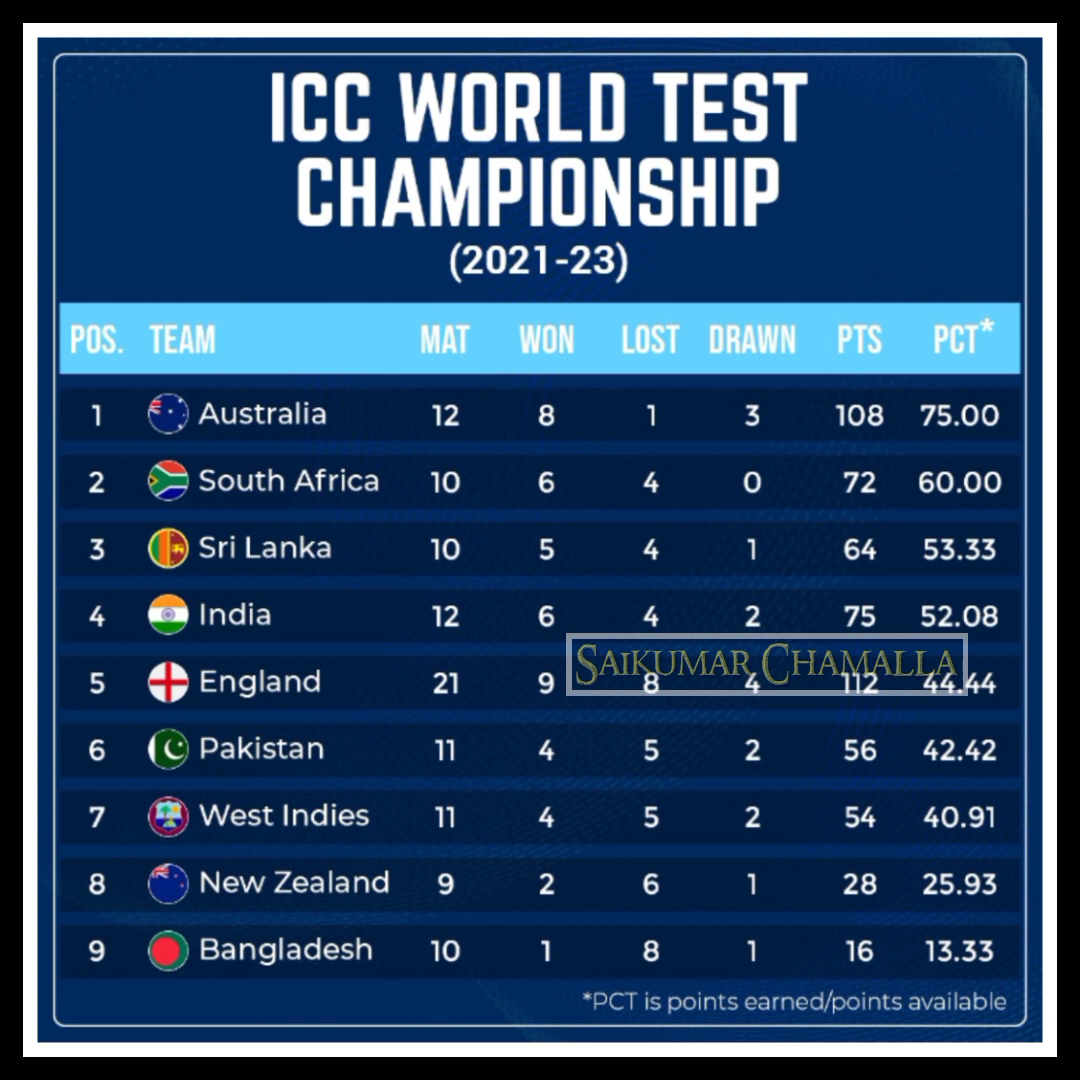 ICC WORLD TEST
CHAMPIONSHIP
(2021-23)
POS. TEAM MAT WON LOST DRAWN PTS PCT*
1 Australia 12 8 1 3 108 75.00
2 South Africa 10 6 4 0 72 60.00
3 Sri Lanka 10 5 4 1 64 53.33
4 India 12 6 4 2 75 52.08
SAIKUMAR CHAMALLA
5 England 21 9 8 4 112 44.44
6 Pakistan 11 4 5 2 56 42.42
7 West Indies 11 4 5 2 54 40.91
8 New Zealand 9 2 6 1 28 25.93
9 Bangladesh 10 1 8 1 16 13.33
*PCT is points earned/points available